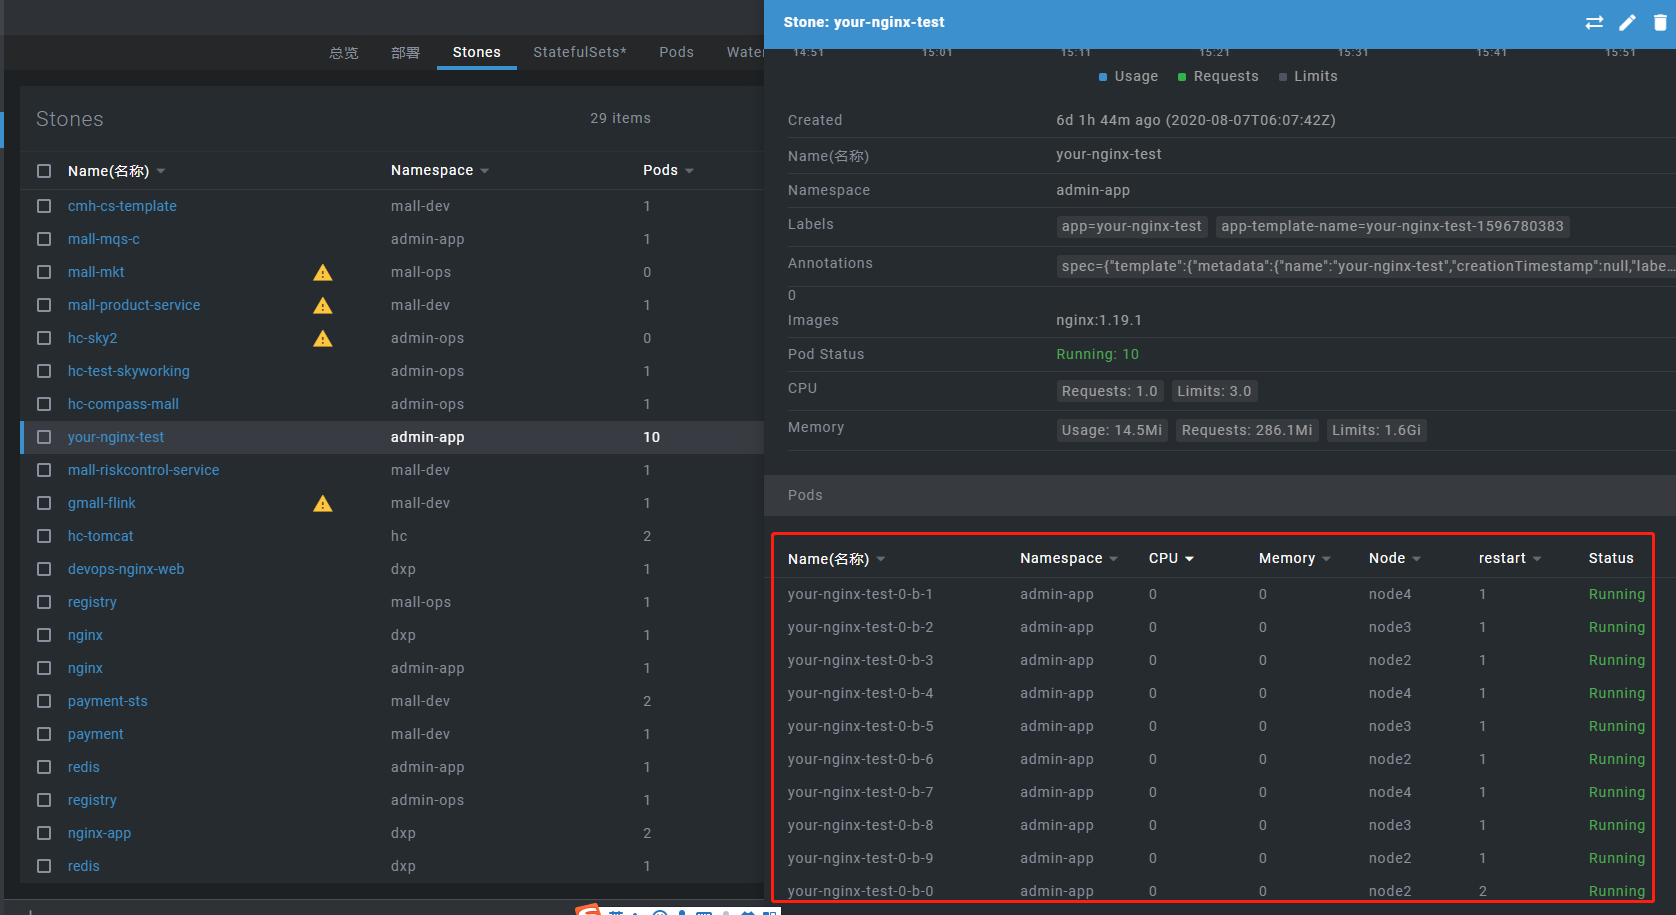 总览 部署 Stones StatefulSets* Pods Water
Stones 29 items
Name(名称) Namespace Pods
cmh-cs-template mall-dev 1
mall-mqs-c admin-app 1
mall-mkt mall-ops 0
mall-product-service mall-dev 1
hc-sky2 admin-ops 0
hc-test-skyworking admin-ops 1
hc-compass-mall admin-ops 1
your-nginx-test admin-app 10
mall-riskcontrol-service mall-dev 1
gmall-flink mall-dev 1
hc-tomcat hc 2
devops-nginx-web dxp 1
registry mall-ops 1
nginx dxp 1
nginx admin-app 1
payment-sts mall-dev 2
payment mall-dev 1
redis admin-app 1
registry admin-ops 1
nginx-app dxp 2
redis dxp 1
Stone: your-nginx-test
14:51 15:01 15:11 15:21 15:31 15:41 15:51
Usage Requests Limits
Created 6d 1h 44m ago (2020-08-07T06:07:42Z)
Name(名称) your-nginx-test
Namespace admin-app
Labels app=your-nginx-test app-template-name=your-nginx-test-1596780383
Annotations spec={"template":{"metadata":{"name":"your-nginx-test","creationTimestamp":null,"labe...
0
Images nginx:1.19.1
Pod Status Running: 10
CPU Requests: 1.0 Limits: 3.0
Memory Usage: 14.5Mi Requests: 286.1Mi Limits: 1.6Gi
Pods
Name(名称) Namespace CPU Memory Node restart Status
your-nginx-test-0-b-1 admin-app 0 0 node4 1 Running
your-nginx-test-0-b-2 admin-app 0 0 node3 1 Running
your-nginx-test-0-b-3 admin-app 0 0 node2 1 Running
your-nginx-test-0-b-4 admin-app 0 0 node4 1 Running
your-nginx-test-0-b-5 admin-app 0 0 node3 1 Running
your-nginx-test-0-b-6 admin-app 0 0 node2 1 Running
your-nginx-test-0-b-7 admin-app 0 0 node4 1 Running
your-nginx-test-0-b-8 admin-app 0 0 node3 1 Running
your-nginx-test-0-b-9 admin-app 0 0 node2 1 Running
your-nginx-test-0-b-0 admin-app 0 0 node2 2 Running